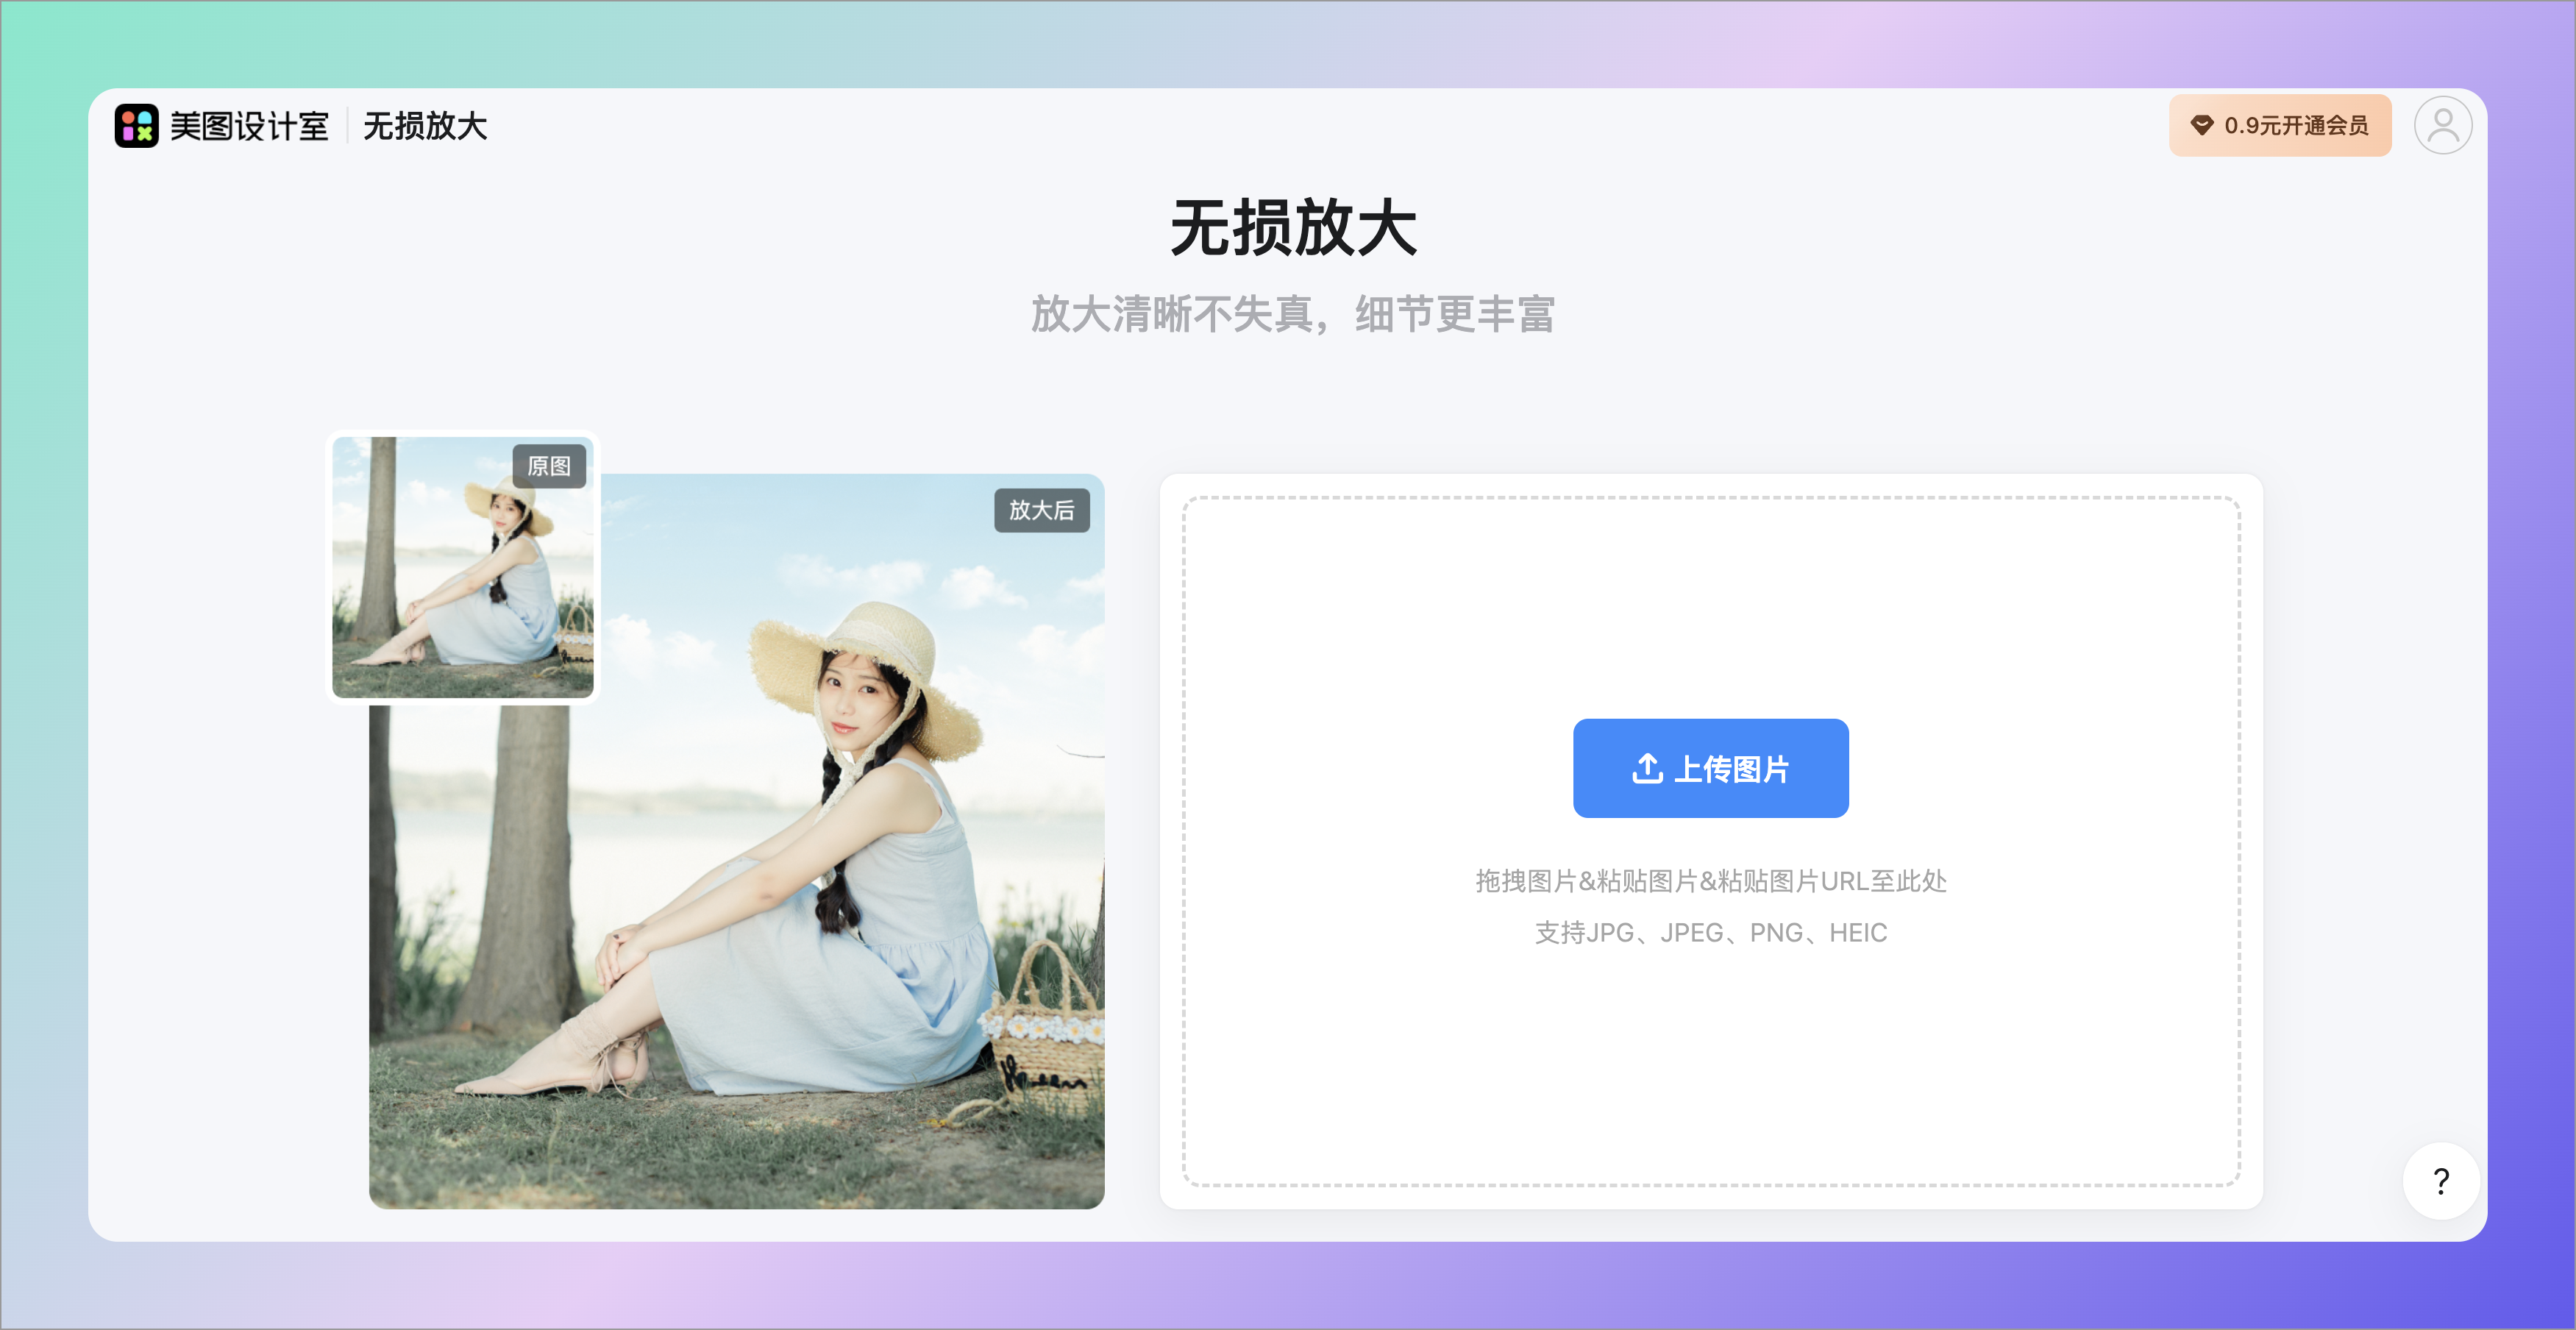 美图设计室
无损放大
0.9元开通会员
无损放大
放大清晰不失真，细节更丰富
原图
放大后
上传图片
拖拽图片&粘贴图片&粘贴图片URL至此处
支持JPG、JPEG、PNG、HEIC
?